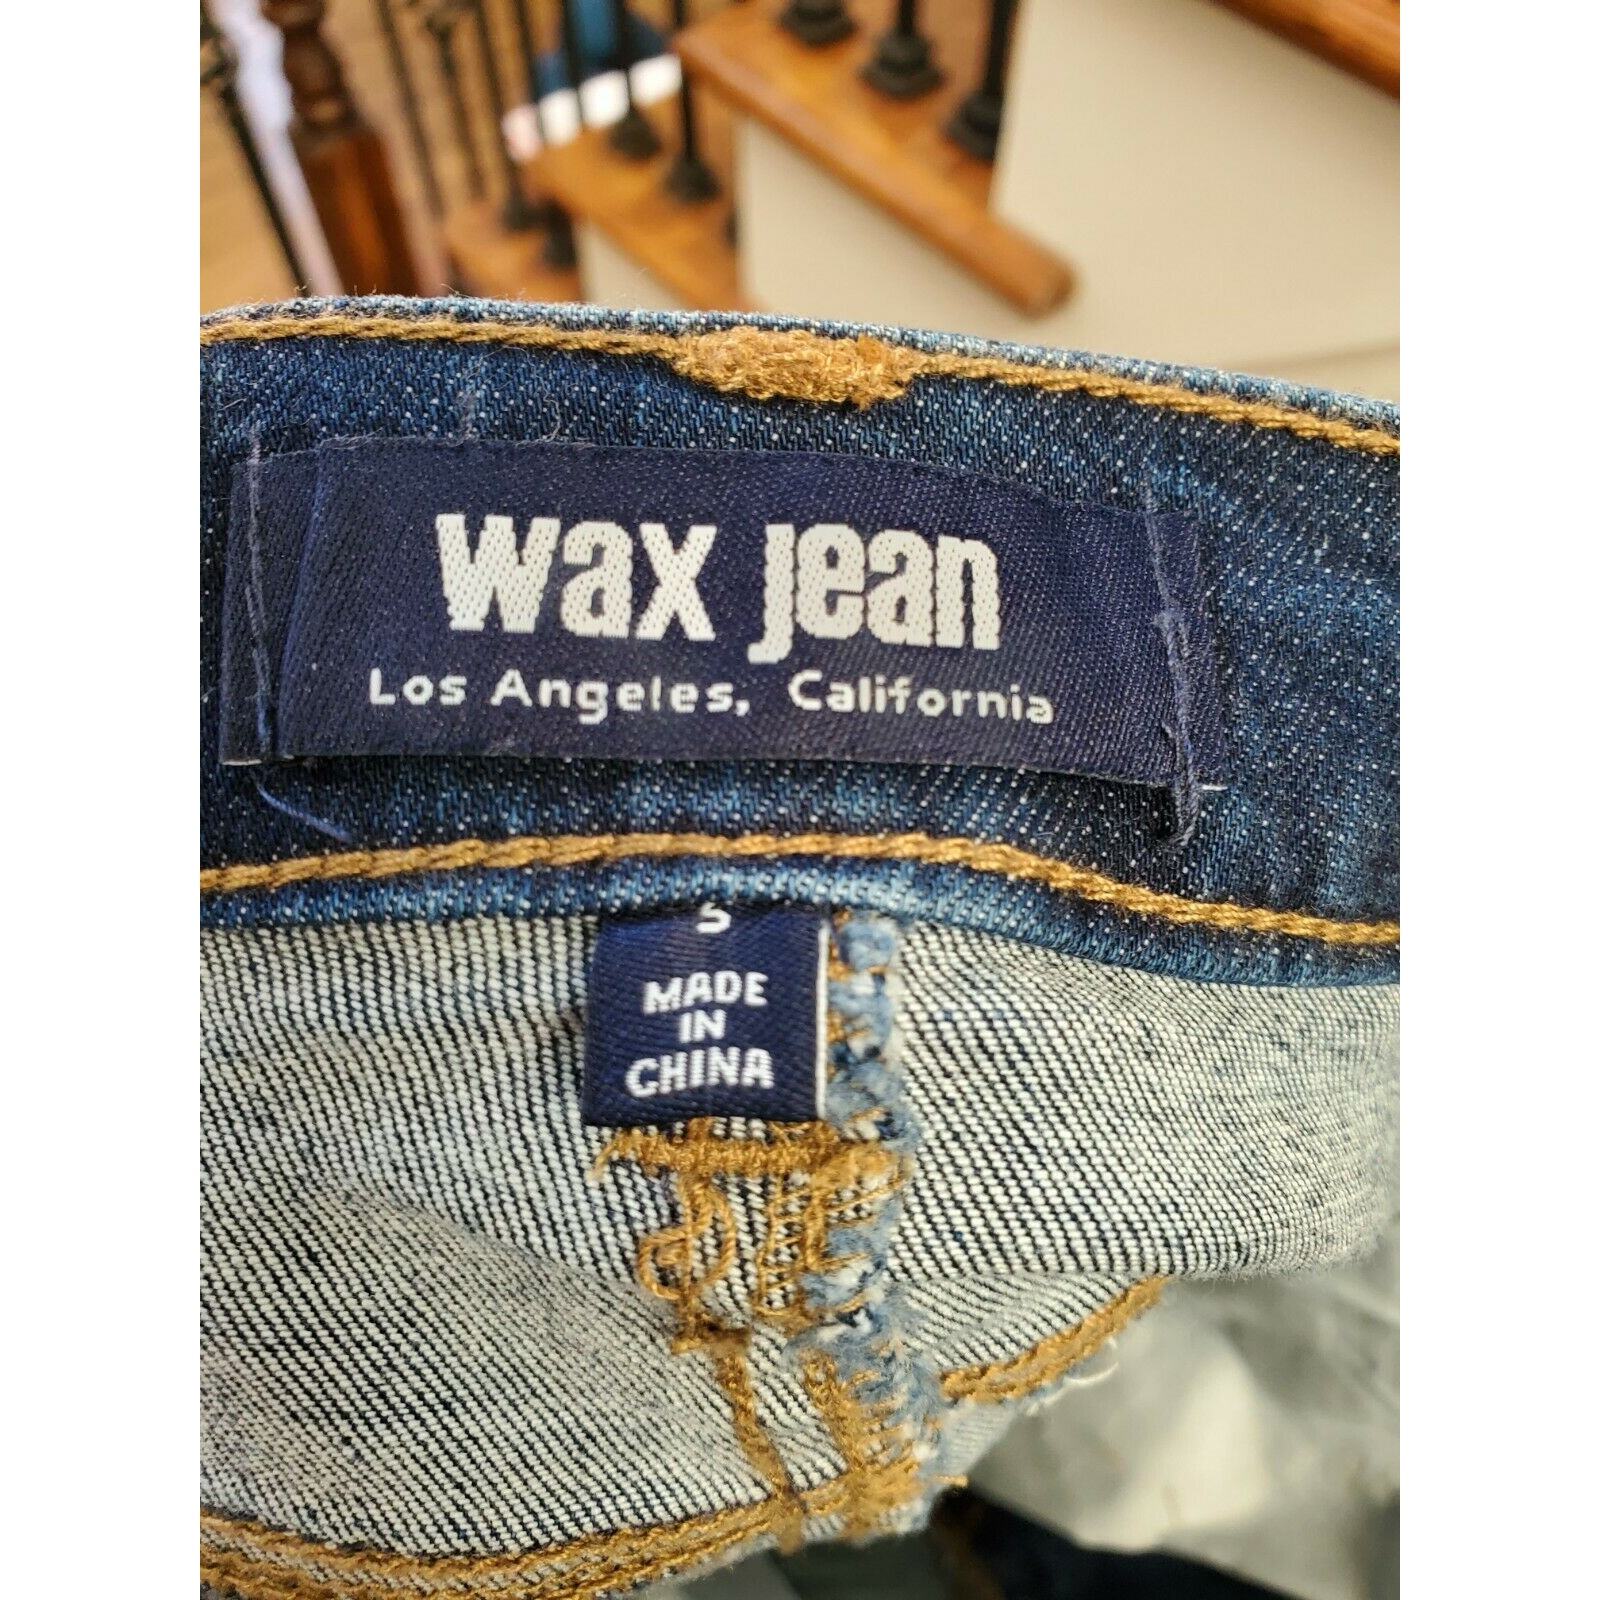 wax jean
Los Angeles, California
S
MADE
IN
CHINA